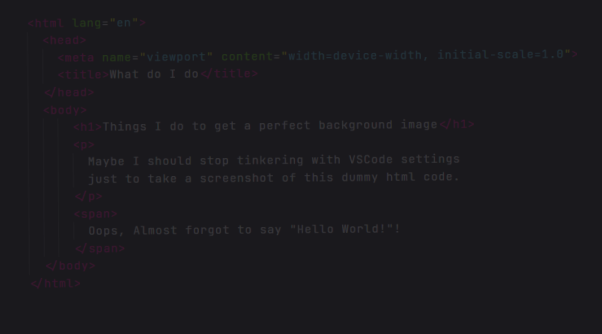 <html lang="en">
<head>
<meta name="viewport" content="width=device-width, initial-scale=1.0">
<title>What do I do</title>
</head>
<body>
<h1>Things I do to get a perfect background image</h1>
<p>
Maybe I should stop tinkering with VSCode settings
just to take a screenshot of this dummy html code.
</p>
<span>
Oops, Almost forgot to say "Hello World!"!
</span>
</body>
</html>